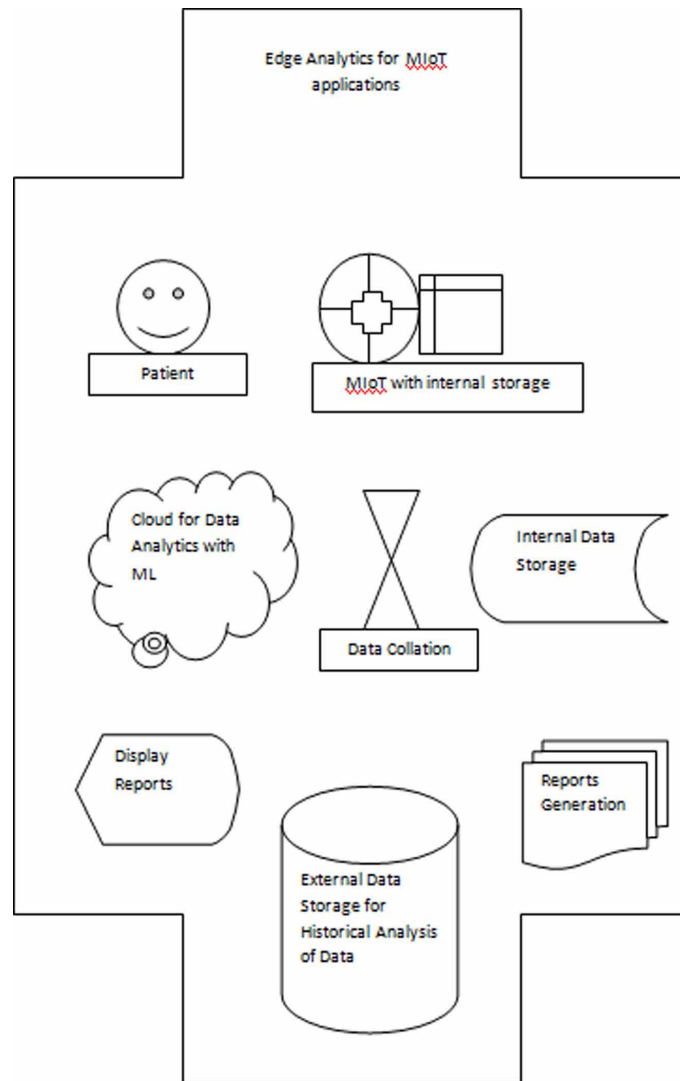 Edge Analytics for MIoT
applications
Patient
MIoT with internal storage
Cloud for Data
Analytics with
ML
Internal Data
Storage
Data Collation
Display
Reports
Reports
Generation
External Data
Storage for
Historical Analysis
of Data